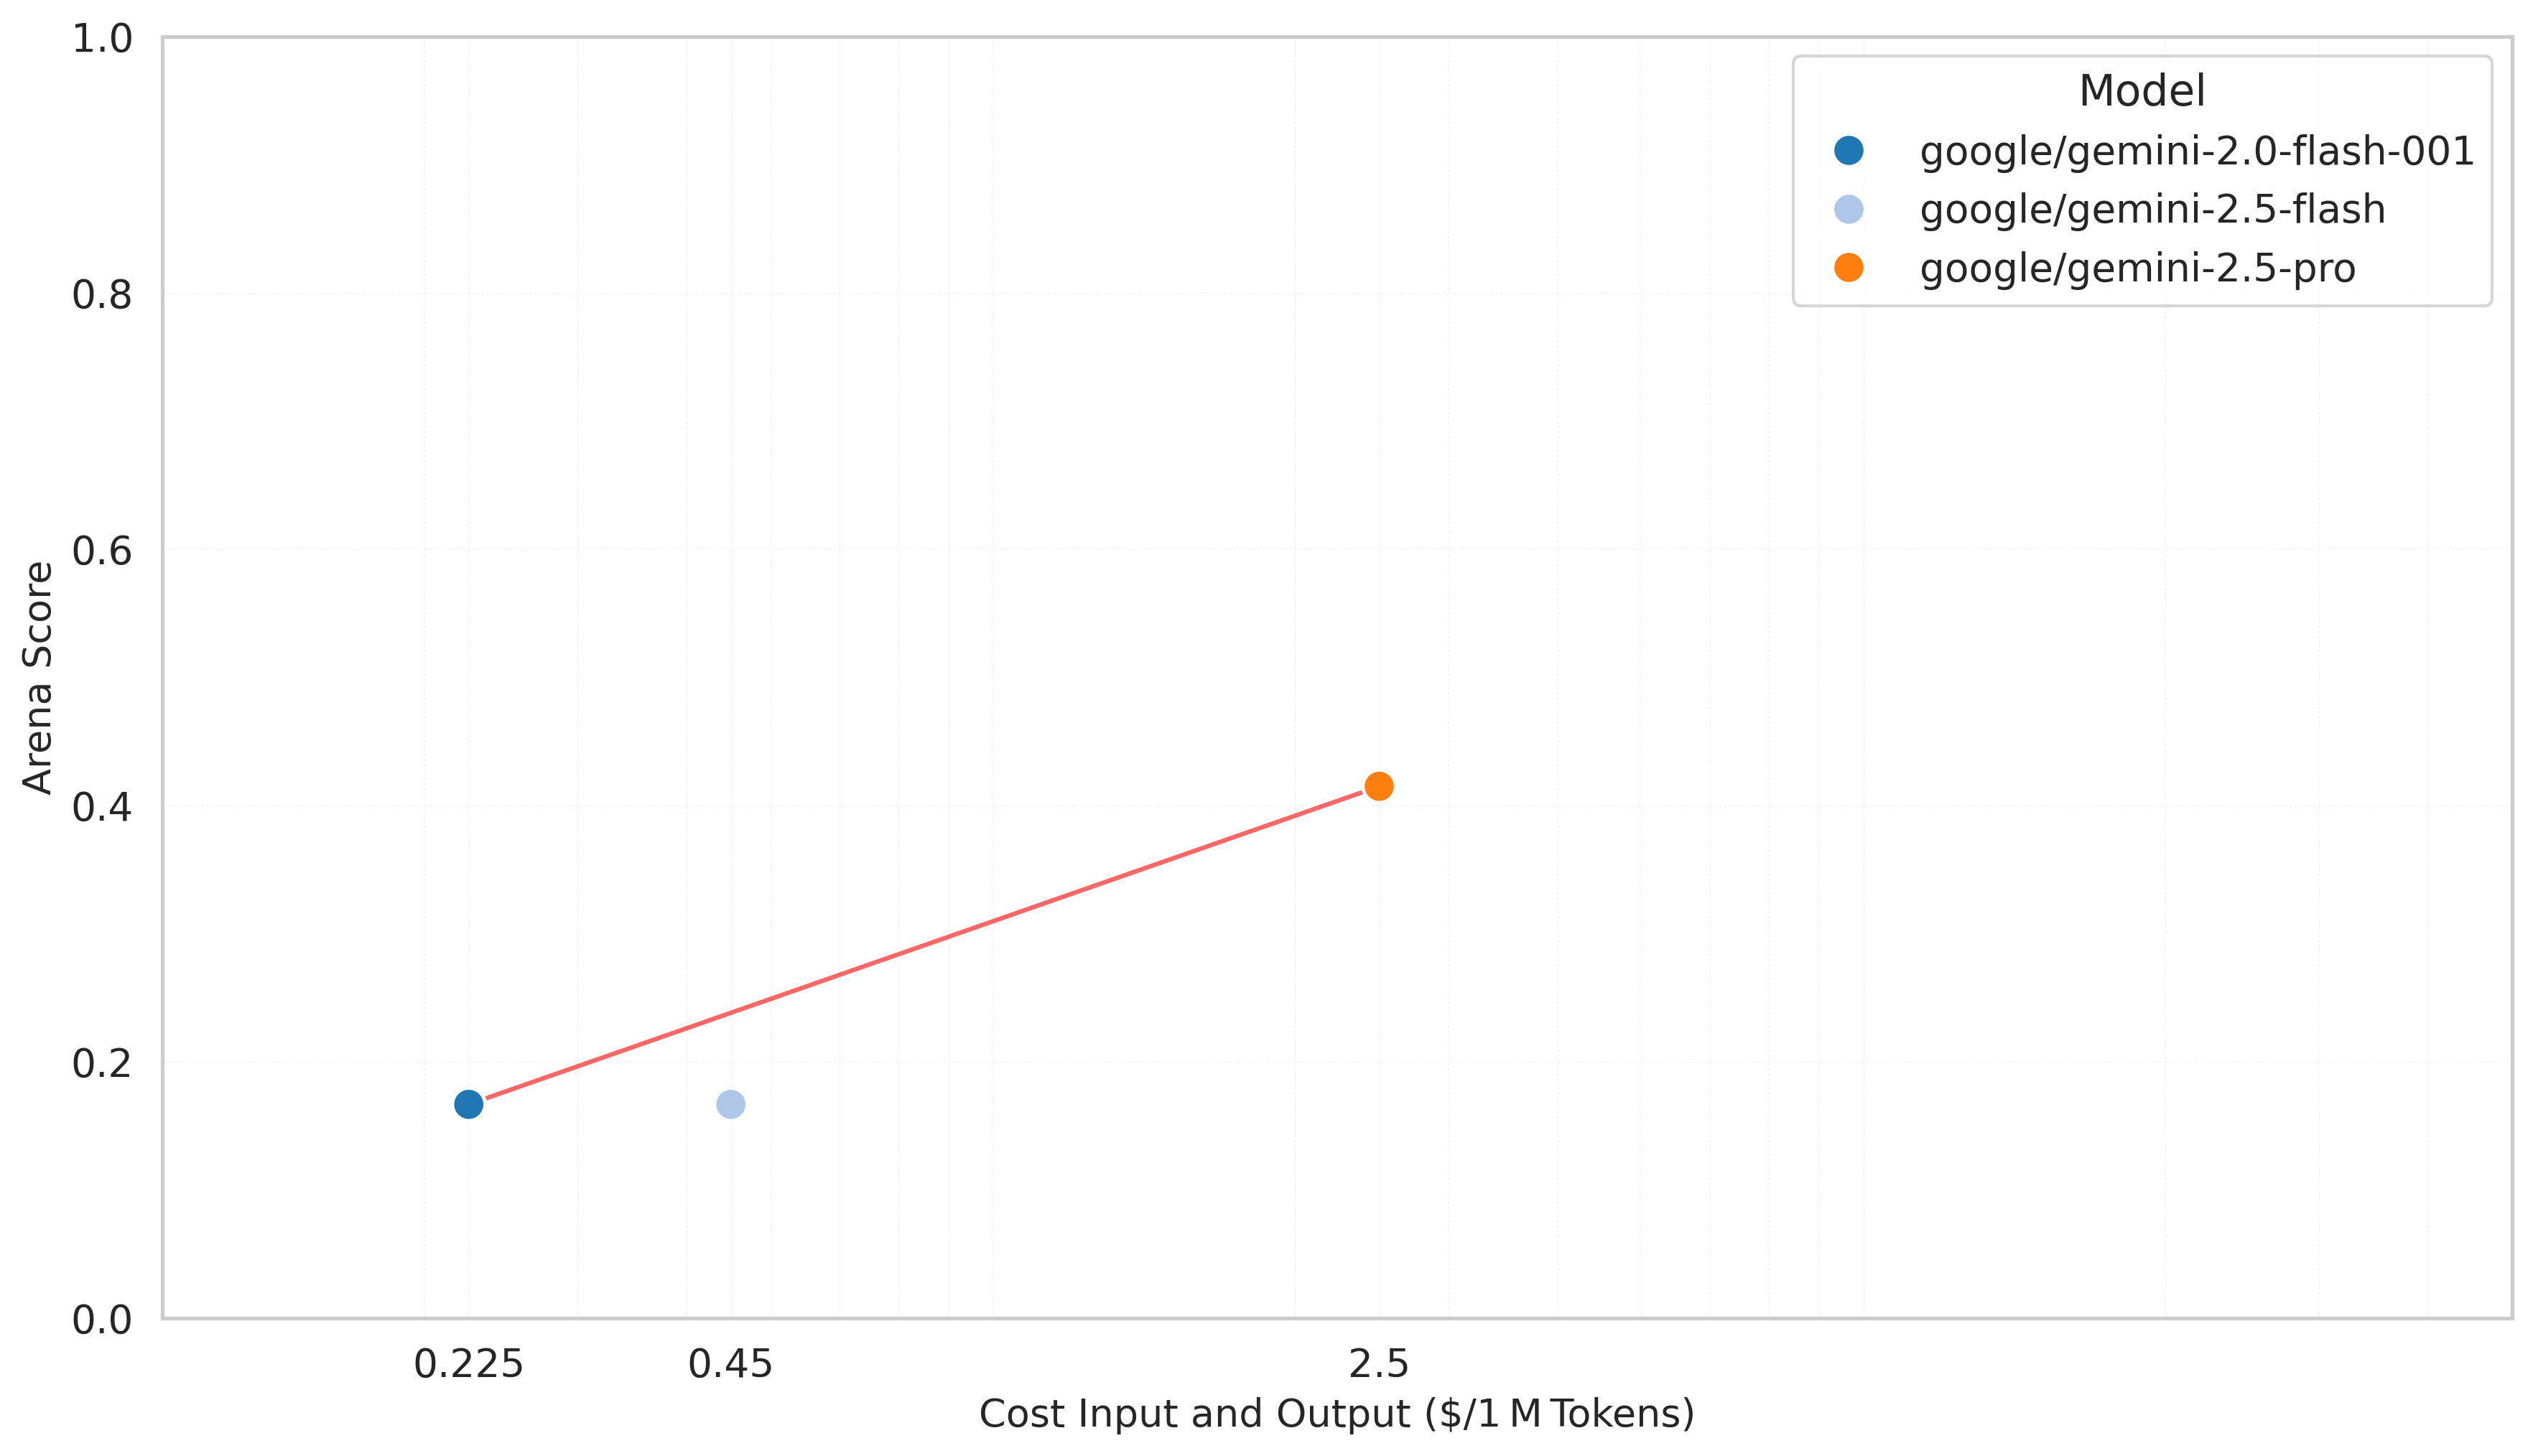 1.0
0.8
0.6
0.4
0.2
0.0
Arena Score
Model
google/gemini-2.0-flash-001
google/gemini-2.5-flash
google/gemini-2.5-pro
0.225 0.45 2.5
Cost Input and Output ($/1 M Tokens)